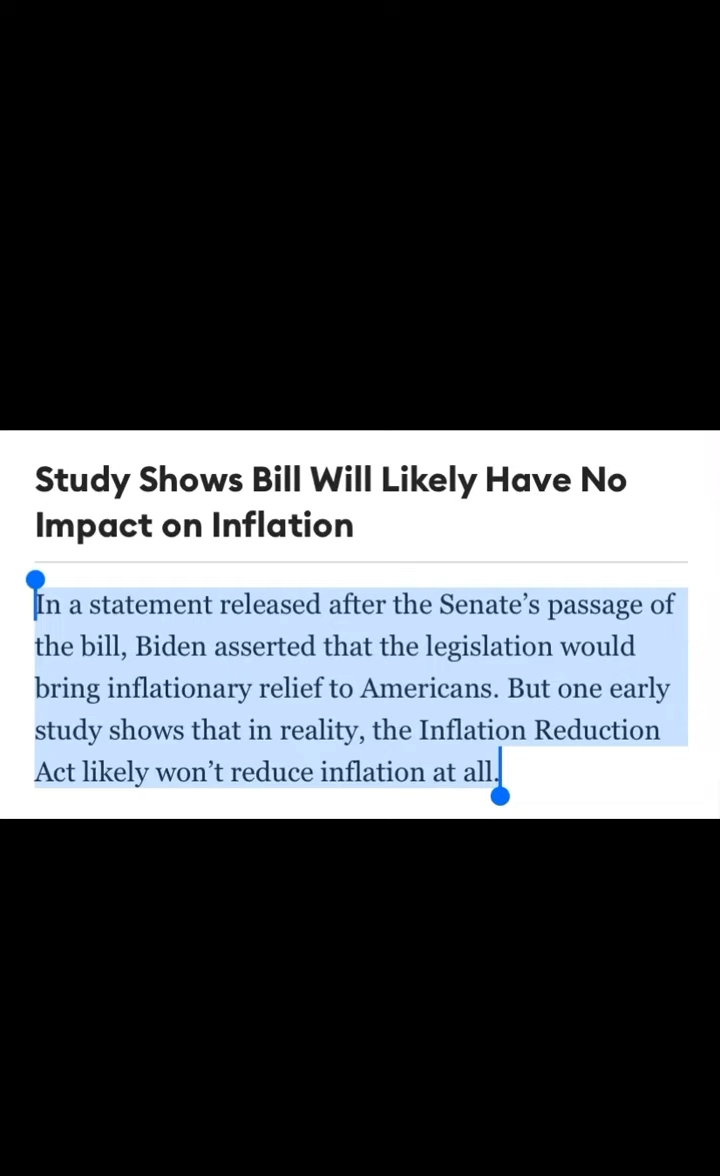 Study Shows Bill Will Likely Have No
Impact on Inflation
In a statement released after the Senate’s passage of
the bill, Biden asserted that the legislation would
bring inflationary relief to Americans. But one early
study shows that in reality, the Inflation Reduction
Act likely won’t reduce inflation at all.